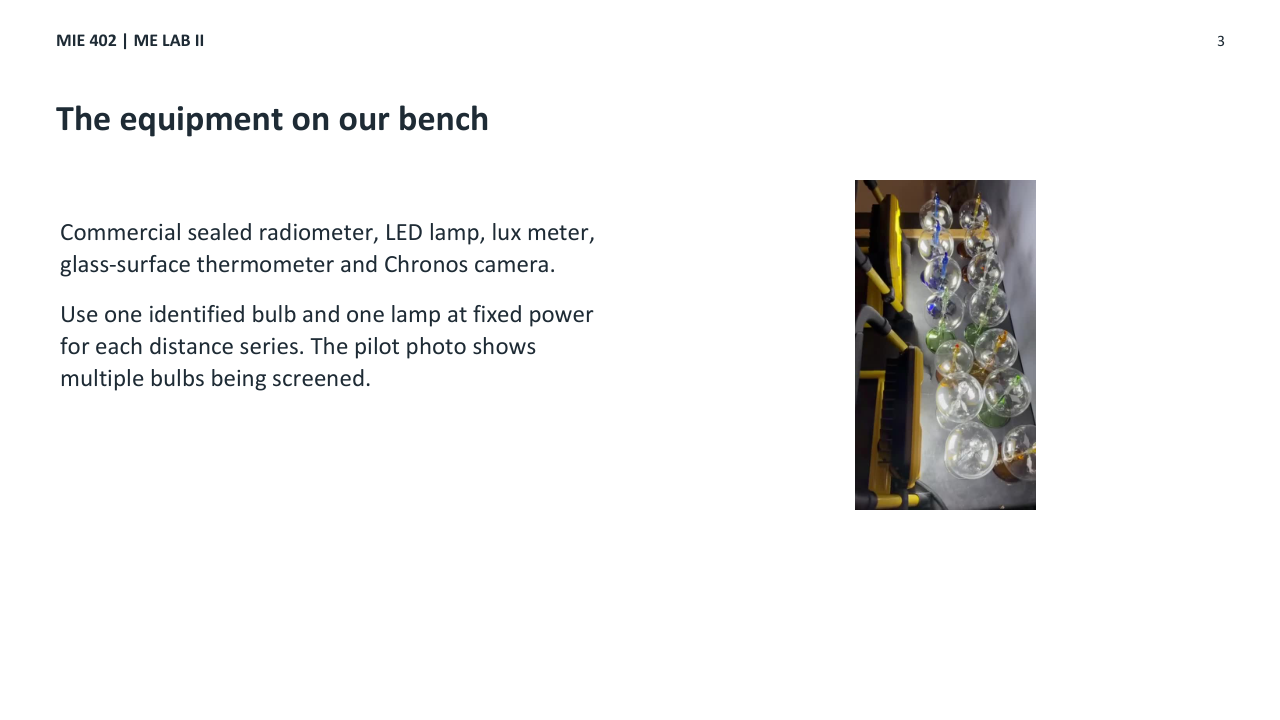 MIE 402 | ME LAB II
3
The equipment on our bench
Commercial sealed radiometer, LED lamp, lux meter,
glass-surface thermometer and Chronos camera.
Use one identified bulb and one lamp at fixed power
for each distance series. The pilot photo shows
multiple bulbs being screened.